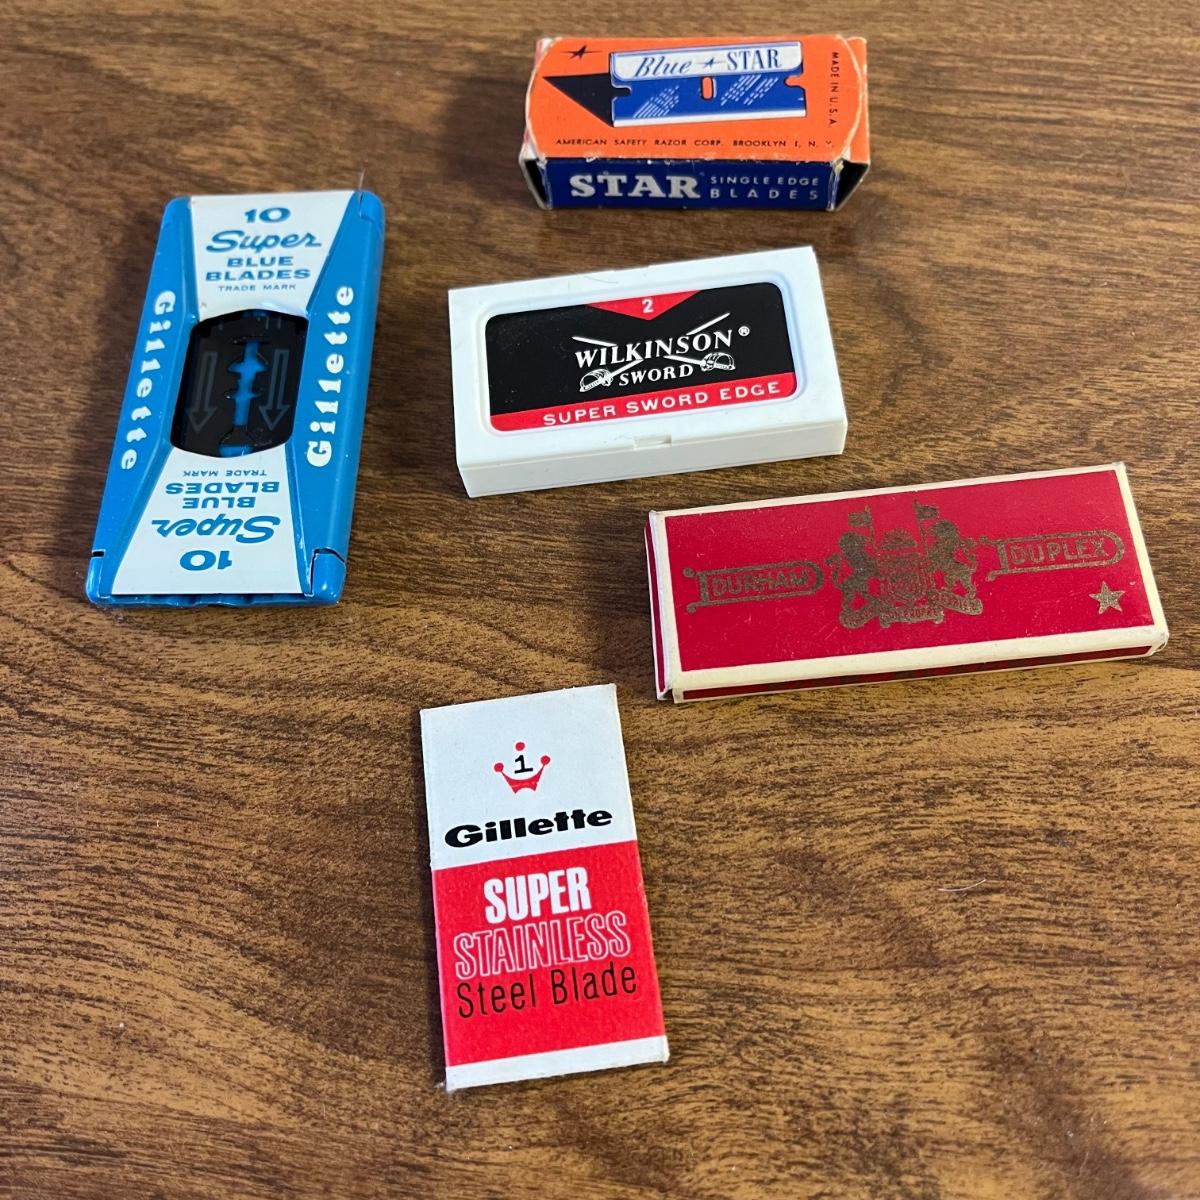 Blue STAR
MADE IN U.S.A.
AMERICAN SAFETY RAZOR CORP. BROOKLYN 1, N. Y.
STAR SINGLE EDGE
BLADES
10
Super
BLUE
BLADES
TRADE MARK
Gillette
Gillette
TRADE MARK
BLADES
BLUE
Super
10
2
WILKINSON®
SWORD
SUPER SWORD EDGE
DURHAM DUPLEX
1
Gillette
SUPER
STAINLESS
Steel Blade